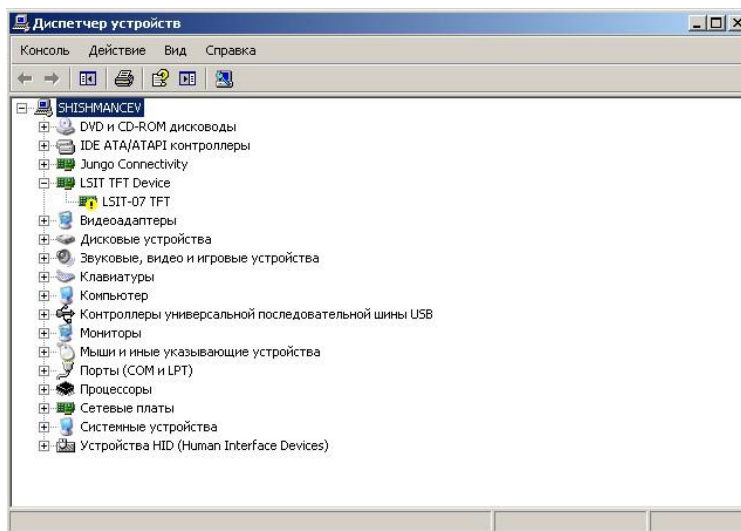 Диспетчер устройств
Консоль Действие Вид Справка
SHISHMANCEV
DVD и CD-ROM дисководы
IDE ATA/ATAPI контроллеры
Jungo Connectivity
LSIT TFT Device
LSIT-07 TFT
Видеоадаптеры
Дисковые устройства
Звуковые, видео и игровые устройства
Клавиатуры
Компьютер
Контроллеры универсальной последовательной шины USB
Мониторы
Мыши и иные указывающие устройства
Порты (COM и LPT)
Процессоры
Сетевые платы
Системные устройства
Устройства HID (Human Interface Devices)